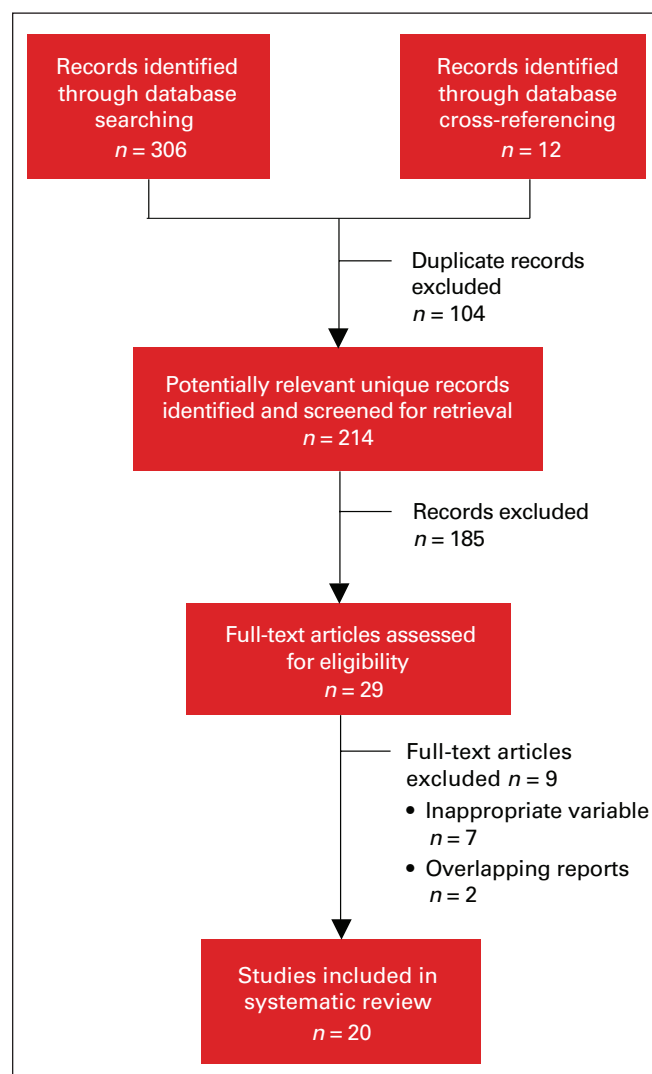 Records identified
through database
searching
n = 306
Records identified
through database
cross-referencing
n = 12
Duplicate records
excluded
n = 104
Potentially relevant unique records
identified and screened for retrieval
n = 214
Records excluded
n = 185
Full-text articles assessed
for eligibility
n = 29
Full-text articles
excluded n = 9
• Inappropriate variable
n = 7
• Overlapping reports
n = 2
Studies included in
systematic review
n = 20